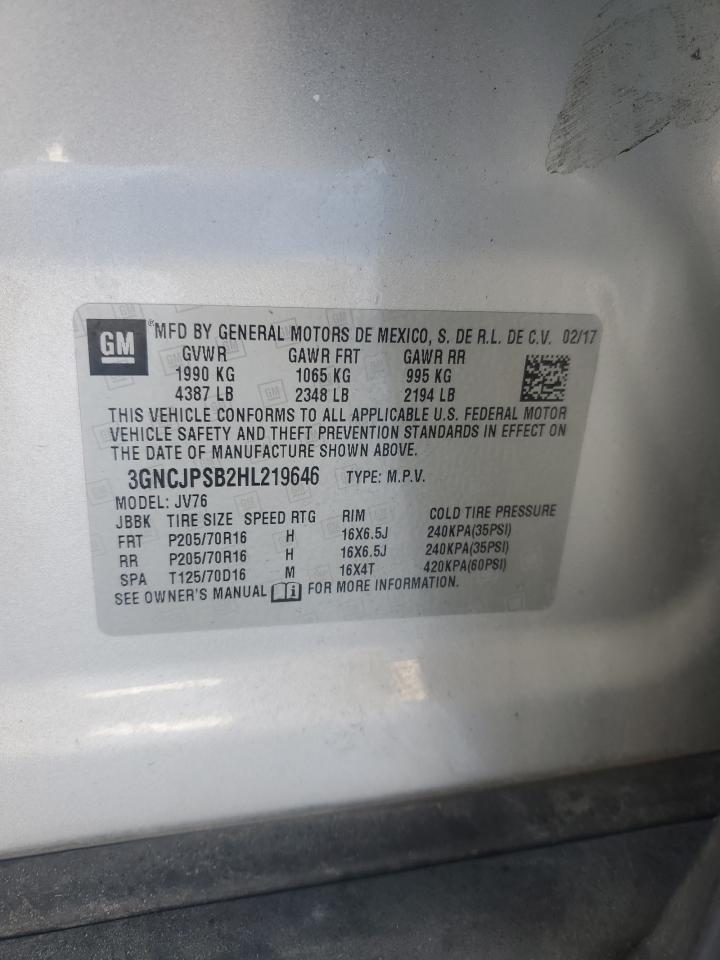 GM
®MFD BY GENERAL MOTORS DE MEXICO, S. DE R.L. DE C.V. 02/17
GVWR GAWR FRT GAWR RR
1990 KG 1065 KG 995 KG
4387 LB 2348 LB 2194 LB
THIS VEHICLE CONFORMS TO ALL APPLICABLE U.S. FEDERAL MOTOR
VEHICLE SAFETY AND THEFT PREVENTION STANDARDS IN EFFECT ON
THE DATE OF MANUFACTURE SHOWN ABOVE.
3GNCJPSB2HL219646 TYPE: M.P.V.
MODEL: JV76
JBBK TIRE SIZE SPEED RTG RIM COLD TIRE PRESSURE
FRT P205/70R16 H 16X6.5J 240KPA(35PSI)
RR P205/70R16 H 16X6.5J 240KPA(35PSI)
SPA T125/70D16 M 16X4T 420KPA(60PSI)
SEE OWNER'S MANUAL FOR MORE INFORMATION.